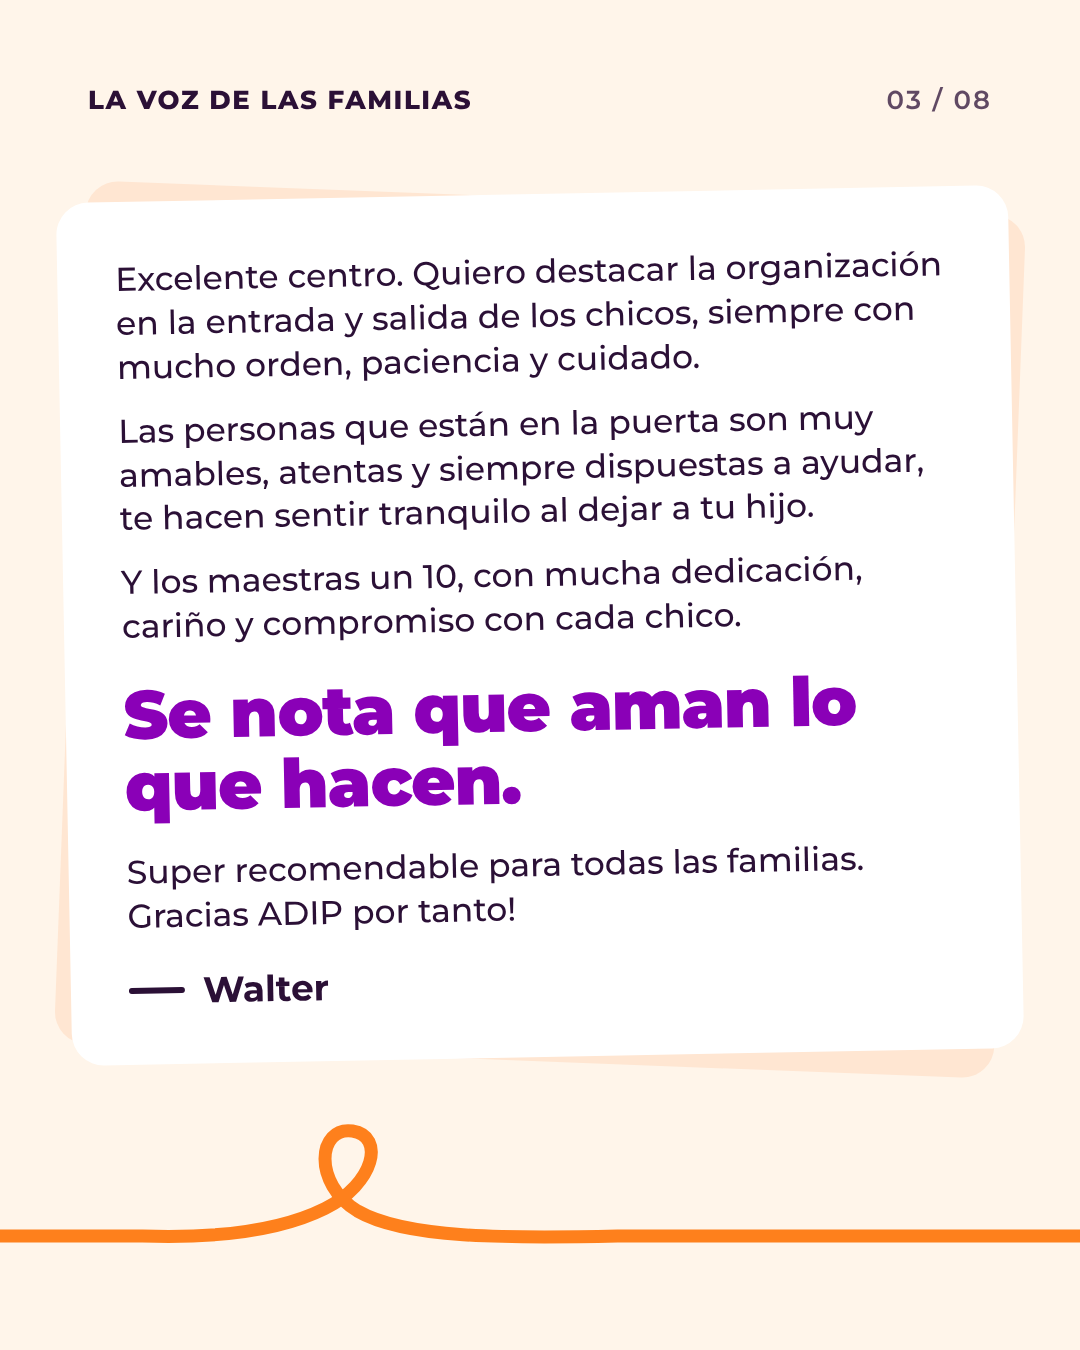 LA VOZ DE LAS FAMILIAS
03 / 08
Excelente centro. Quiero destacar la organización
en la entrada y salida de los chicos, siempre con
mucho orden, paciencia y cuidado.
Las personas que están en la puerta son muy
amables, atentas y siempre dispuestas a ayudar,
te hacen sentir tranquilo al dejar a tu hijo.
Y los maestras un 10, con mucha dedicación,
cariño y compromiso con cada chico.
Se nota que aman lo
que hacen.
Super recomendable para todas las familias.
Gracias ADIP por tanto!
— Walter